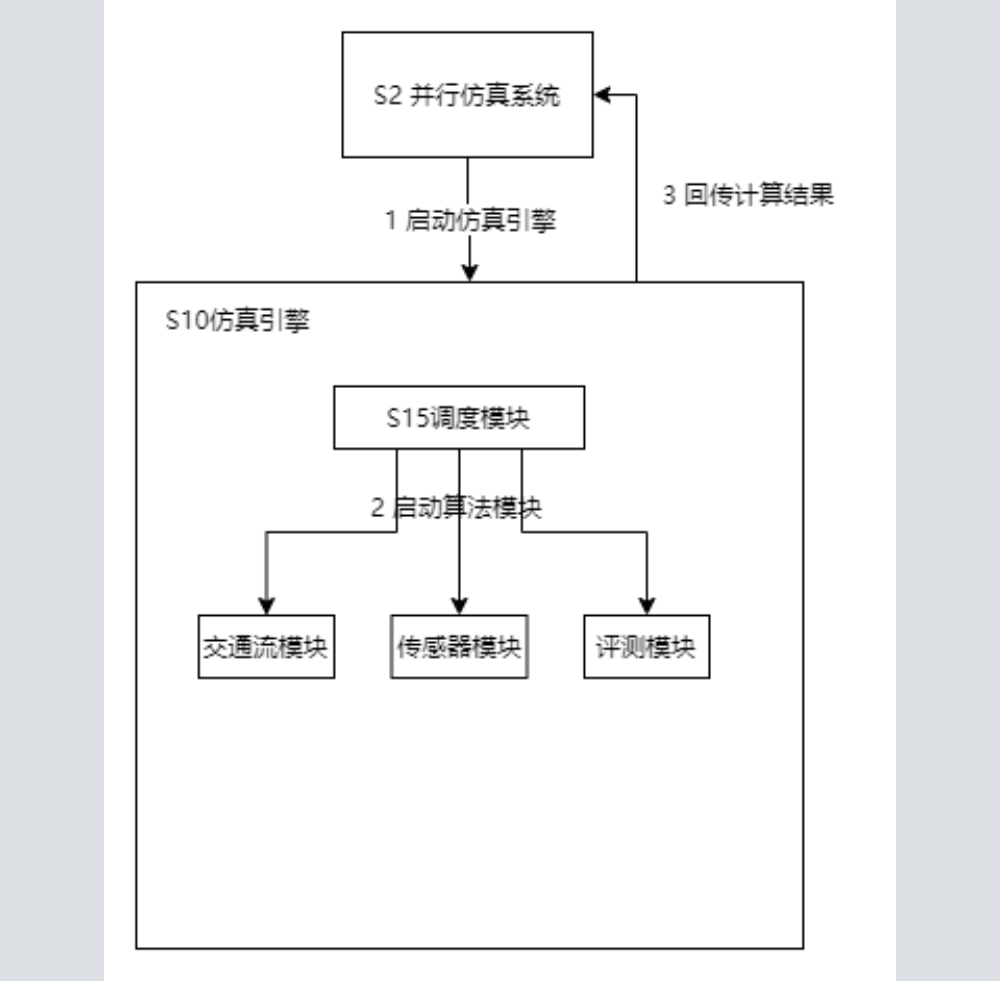 S2 并行仿真系统
3 回传计算结果
1 启动仿真引擎
S10仿真引擎
S15调度模块
2 启动算法模块
交通流模块
传感器模块
评测模块